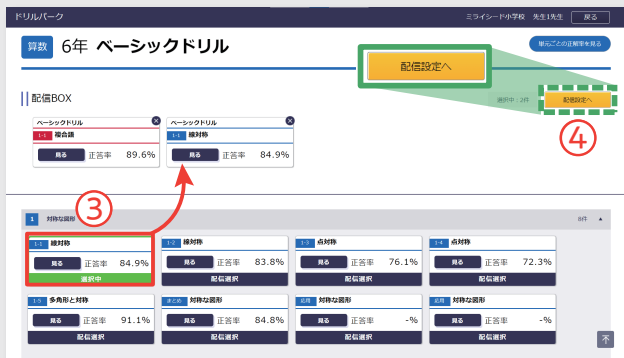 ドリルパーク
ミライシード小学校 先生1先生 戻る
算数 6年 ベーシックドリル
単元ごとの正解率を見る
配信設定へ
配信BOX
選択中：2件 配信設定へ
ベーシックドリル ベーシックドリル
1-1 複合語 1-1 線対称
見る 正答率 89.6% 見る 正答率 84.9%
④
③
1 対称な図形 8件 ▲
1-1 線対称 1-2 線対称 1-3 点対称 1-4 点対称
見る 正答率 84.9% 見る 正答率 83.8% 見る 正答率 76.1% 見る 正答率 72.3%
選択中 配信選択 配信選択 配信選択
1-5 多角形と対称 まとめ 対称な図形 応用 対称な図形 応用 対称な図形
見る 正答率 91.1% 見る 正答率 84.8% 見る 正答率 -% 見る 正答率 -%
配信選択 配信選択 配信選択 配信選択